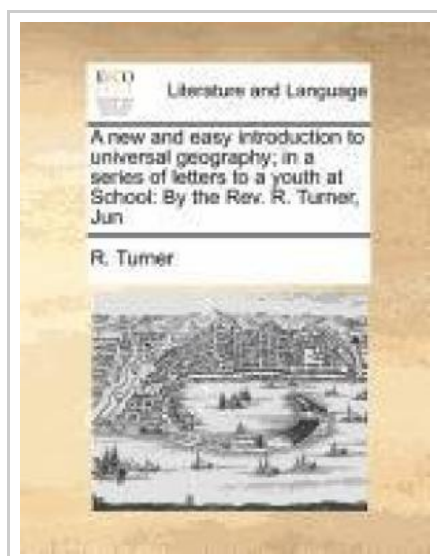 ECCO
Literature and Language
A new and easy introduction to
universal geography; in a
series of letters to a youth at
School: By the Rev. R. Turner,
Jun
R. Turner